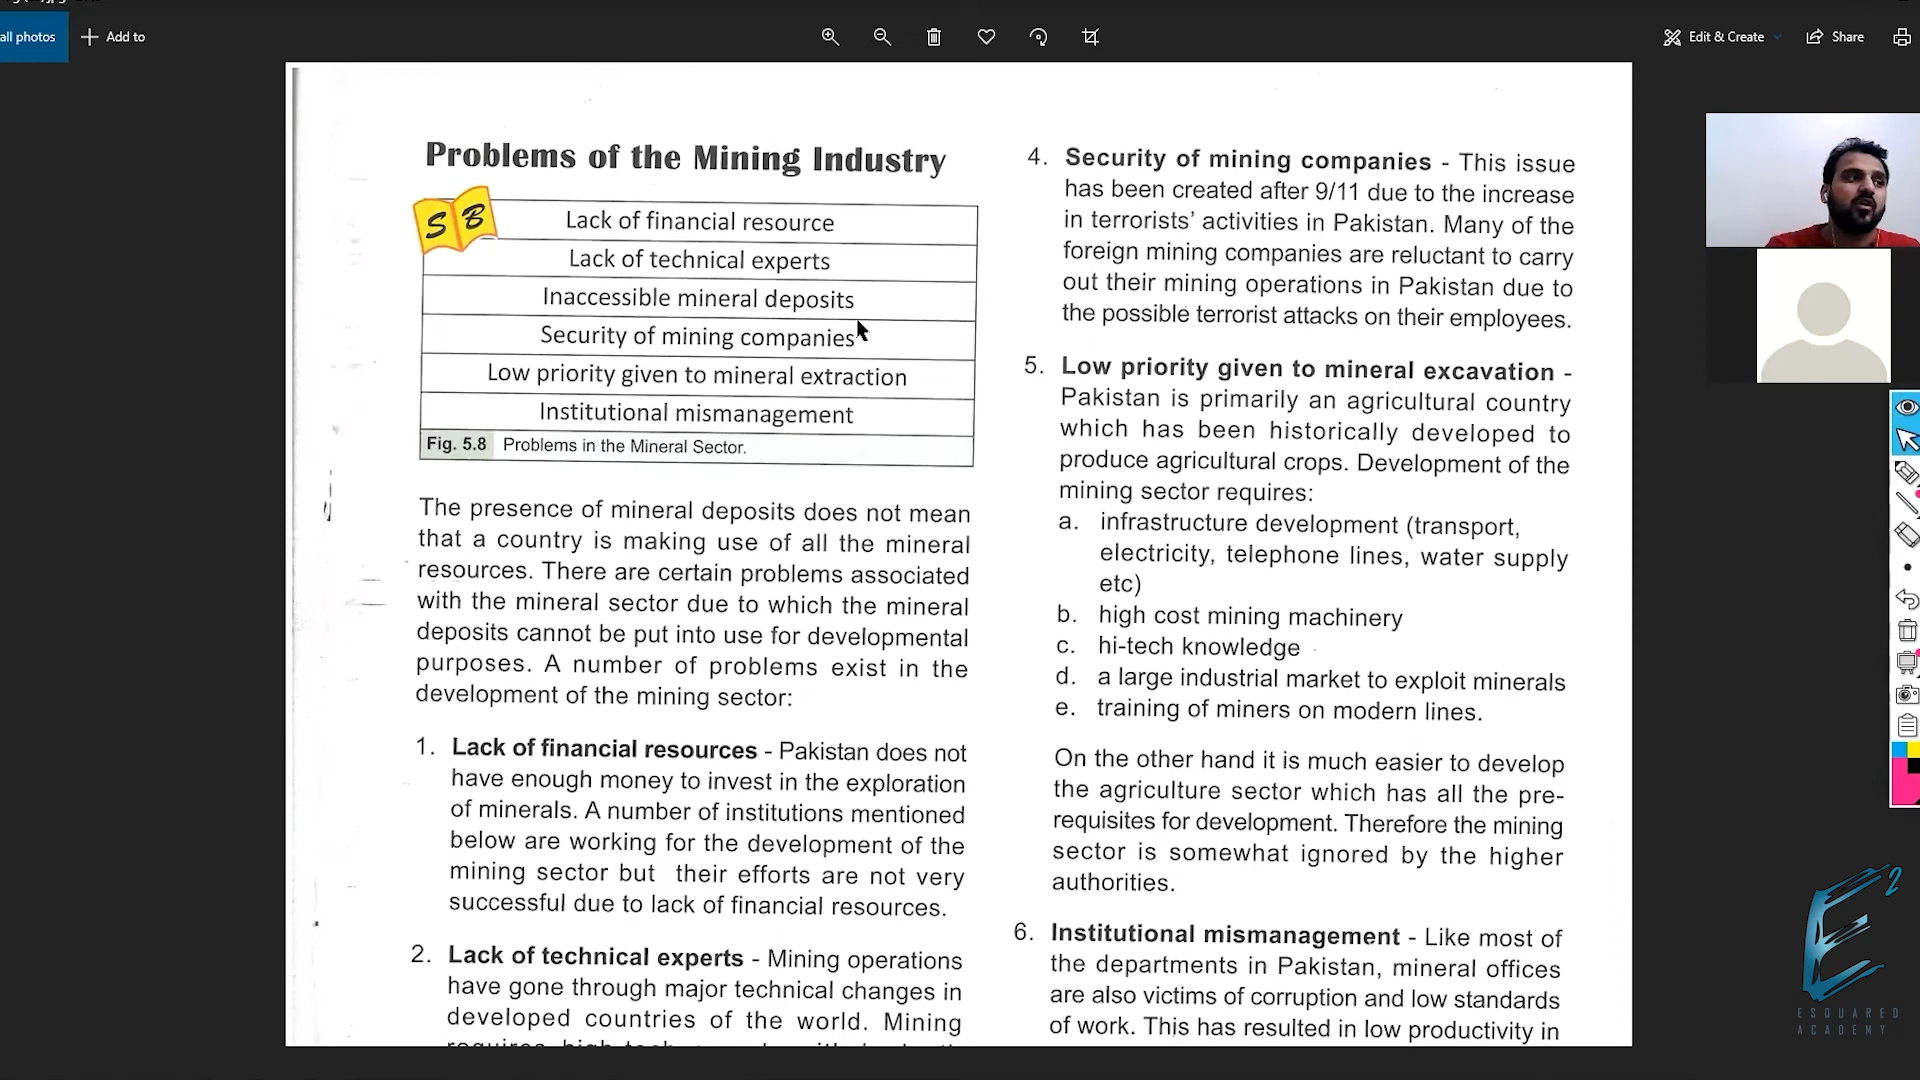 all photos
Add to
Edit & Create
Share
Problems of the Mining Industry
S B
Lack of financial resource
Lack of technical experts
Inaccessible mineral deposits
Security of mining companies
Low priority given to mineral extraction
Institutional mismanagement
Fig. 5.8 Problems in the Mineral Sector.
The presence of mineral deposits does not mean
that a country is making use of all the mineral
resources. There are certain problems associated
with the mineral sector due to which the mineral
deposits cannot be put into use for developmental
purposes. A number of problems exist in the
development of the mining sector:
1. Lack of financial resources - Pakistan does not
have enough money to invest in the exploration
of minerals. A number of institutions mentioned
below are working for the development of the
mining sector but their efforts are not very
successful due to lack of financial resources.
2. Lack of technical experts - Mining operations
have gone through major technical changes in
developed countries of the world. Mining
4. Security of mining companies - This issue
has been created after 9/11 due to the increase
in terrorists' activities in Pakistan. Many of the
foreign mining companies are reluctant to carry
out their mining operations in Pakistan due to
the possible terrorist attacks on their employees.
5. Low priority given to mineral excavation -
Pakistan is primarily an agricultural country
which has been historically developed to
produce agricultural crops. Development of the
mining sector requires:
a. infrastructure development (transport,
electricity, telephone lines, water supply
etc)
b. high cost mining machinery
c. hi-tech knowledge
d. a large industrial market to exploit minerals
e. training of miners on modern lines.
On the other hand it is much easier to develop
the agriculture sector which has all the pre-
requisites for development. Therefore the mining
sector is somewhat ignored by the higher
authorities.
6. Institutional mismanagement - Like most of
the departments in Pakistan, mineral offices
are also victims of corruption and low standards
of work. This has resulted in low productivity in
E2
ESQUARED
ACADEMY